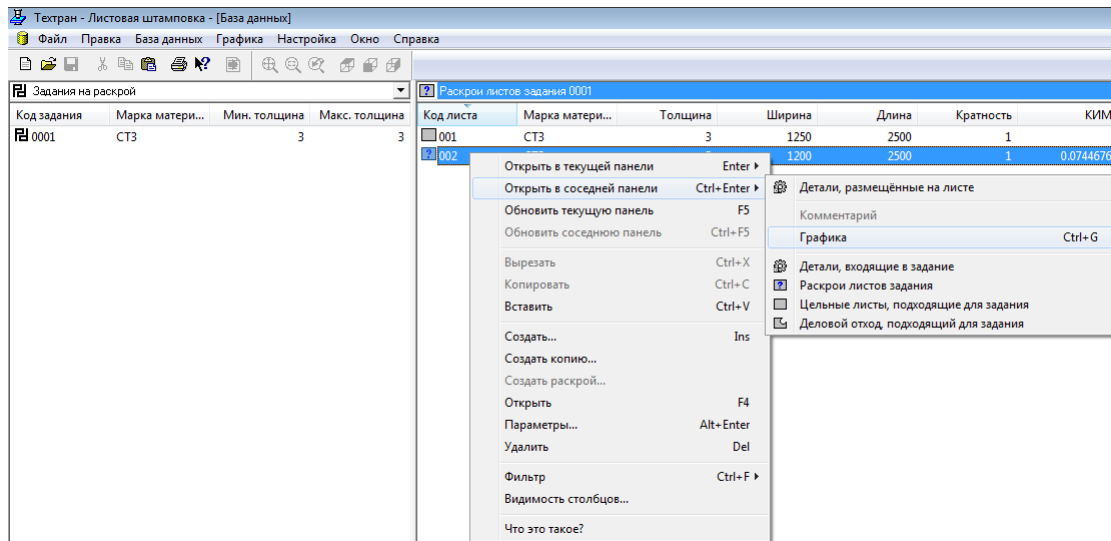 Техтран - Листовая штамповка - [База данных]
Файл Правка База данных Графика Настройка Окно Справка
Задания на раскрой
Раскрои листов задания 0001
Код задания Марка матери... Мин. толщина Макс. толщина
0001 СТ3 3 3
Код листа Марка матери... Толщина Ширина Длина Кратность КИМ
001 СТ3 3 1250 2500 1
002 1200 2500 1 0.0744676
Открыть в текущей панели Enter
Открыть в соседней панели Ctrl+Enter
Обновить текущую панель F5
Обновить соседнюю панель Ctrl+F5
Вырезать Ctrl+X
Копировать Ctrl+C
Вставить Ctrl+V
Создать... Ins
Создать копию...
Создать раскрой...
Открыть F4
Параметры... Alt+Enter
Удалить Del
Фильтр Ctrl+F
Видимость столбцов...
Что это такое?
Детали, размещённые на листе
Комментарий
Графика Ctrl+G
Детали, входящие в задание
Раскрои листов задания
Цельные листы, подходящие для задания
Деловой отход, подходящий для задания